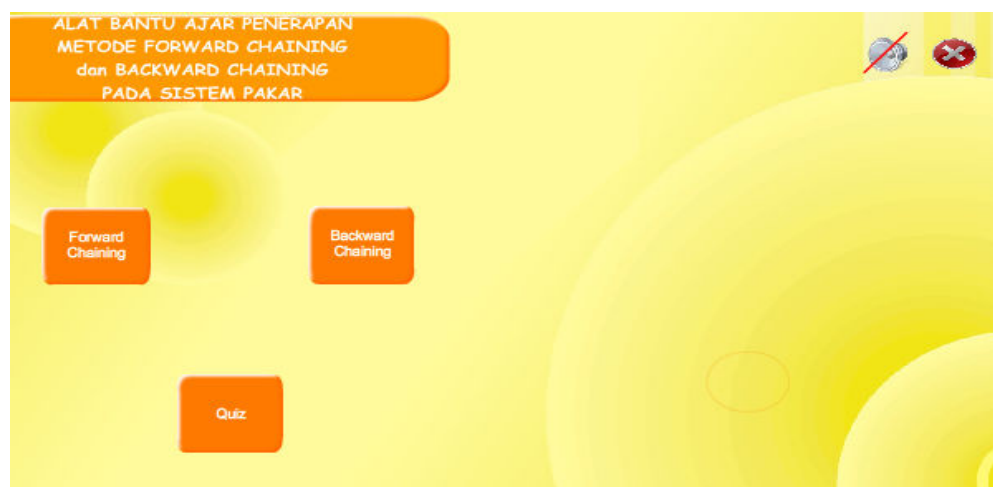 ALAT BANTU AJAR PENERAPAN
METODE FORWARD CHAINING
dan BACKWARD CHAINING
PADA SISTEM PAKAR
Forward
Chaining
Backward
Chaining
Quiz